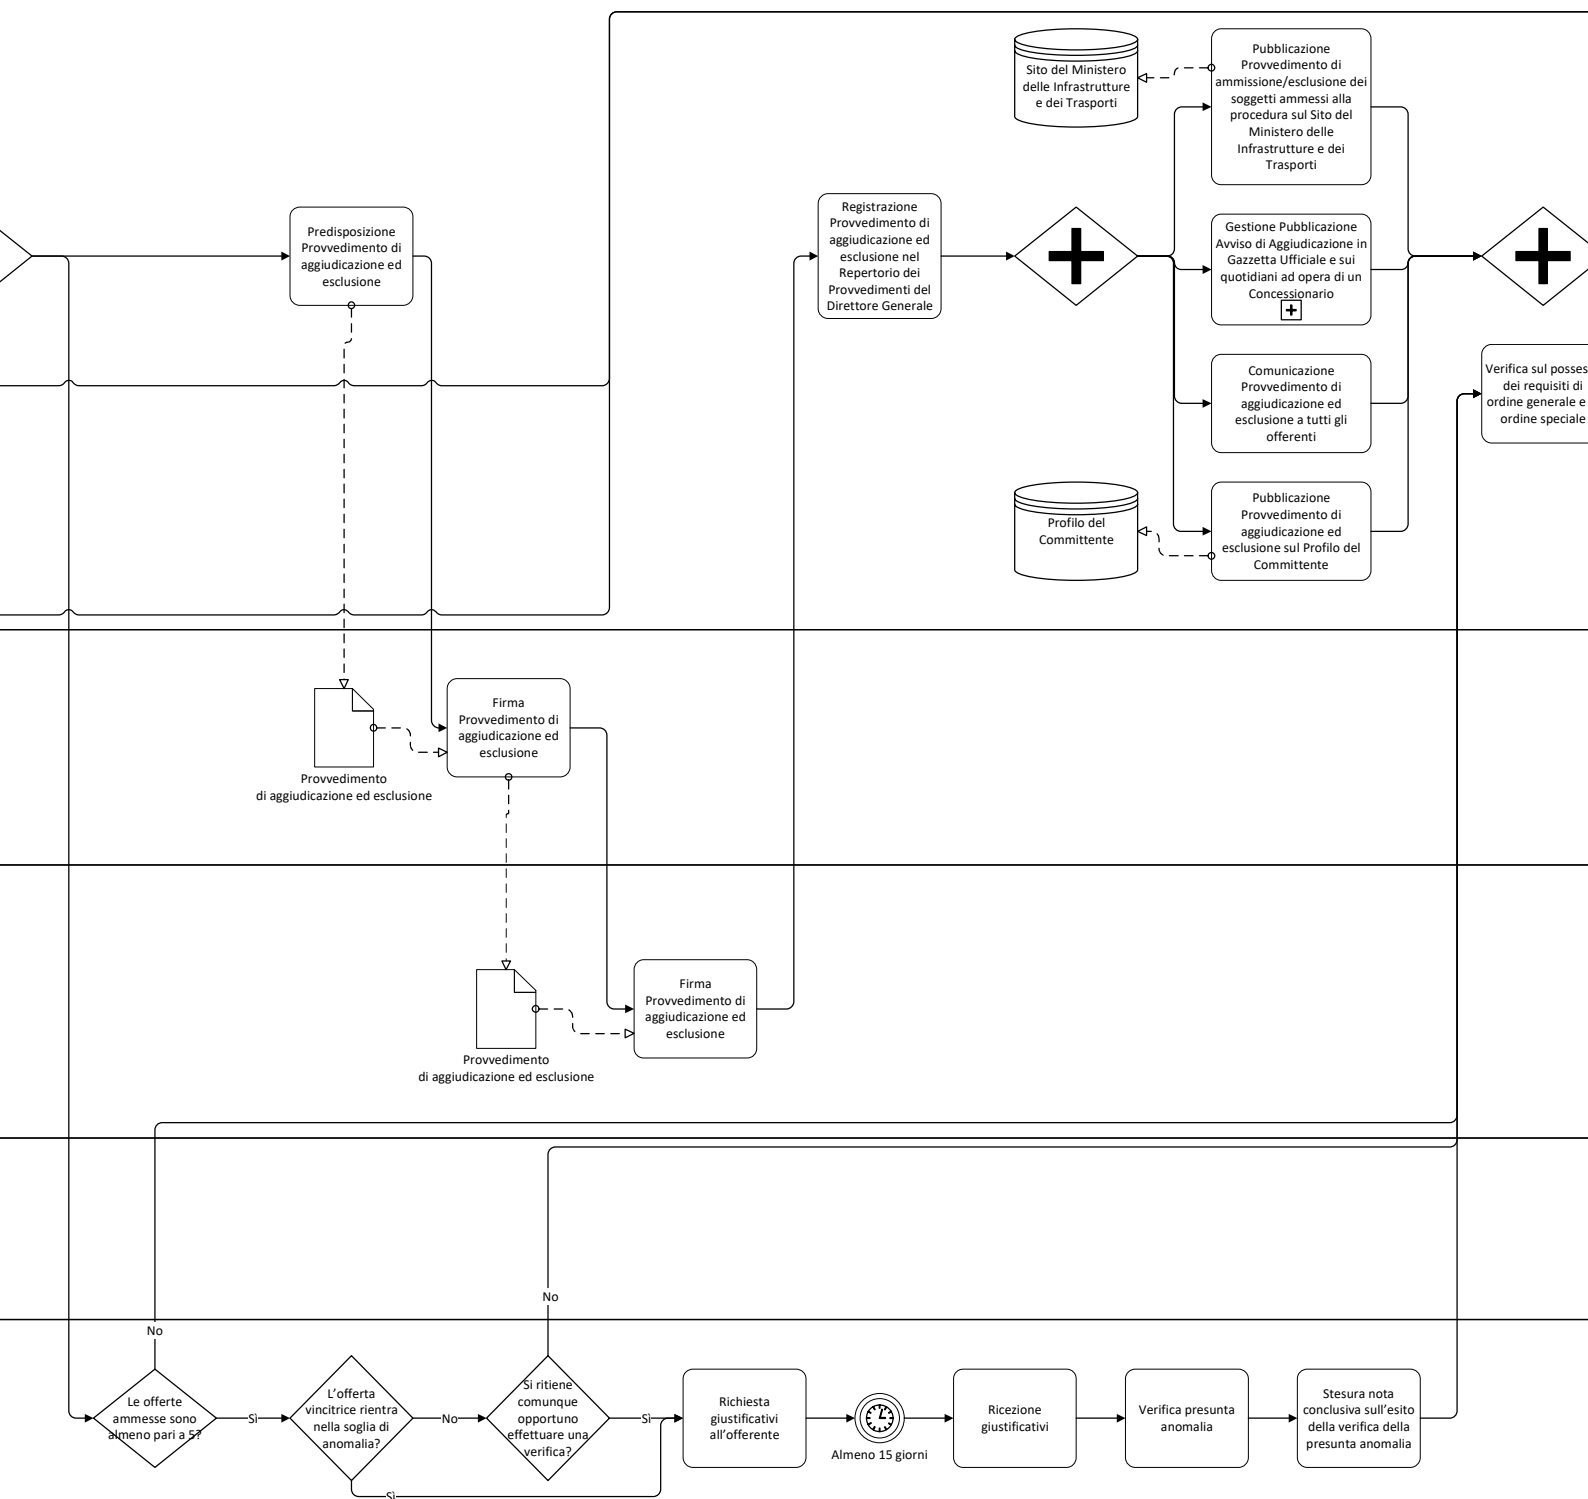 Sito del Ministero
delle Infrastrutture
e dei Trasporti
Pubblicazione
Provvedimento di
ammissione/esclusione dei
soggetti ammessi alla
procedura sul Sito del
Ministero delle
Infrastrutture e dei
Trasporti
Predisposizione
Provvedimento di
aggiudicazione ed
esclusione
Registrazione
Provvedimento di
aggiudicazione ed
esclusione nel
Repertorio dei
Provvedimenti del
Direttore Generale
Gestione Pubblicazione
Avviso di Aggiudicazione in
Gazzetta Ufficiale e sui
quotidiani ad opera di un
Concessionario
Comunicazione
Provvedimento di
aggiudicazione ed
esclusione a tutti gli
offerenti
Verifica sul posses
dei requisiti di
ordine generale e
ordine speciale
Profilo del
Committente
Pubblicazione
Provvedimento di
aggiudicazione ed
esclusione sul Profilo del
Committente
Provvedimento
di aggiudicazione ed esclusione
Firma
Provvedimento di
aggiudicazione ed
esclusione
Provvedimento
di aggiudicazione ed esclusione
Firma
Provvedimento di
aggiudicazione ed
esclusione
No
No
Le offerte
ammesse sono
almeno pari a 5?
Sì
L'offerta
vincitrice rientra
nella soglia di
anomalia?
No
Si ritiene
comunque
opportuno
effettuare una
verifica?
Sì
Sì
Richiesta
giustificativi
all'offerente
Almeno 15 giorni
Ricezione
giustificativi
Verifica presunta
anomalia
Stesura nota
conclusiva sull'esito
della verifica della
presunta anomalia